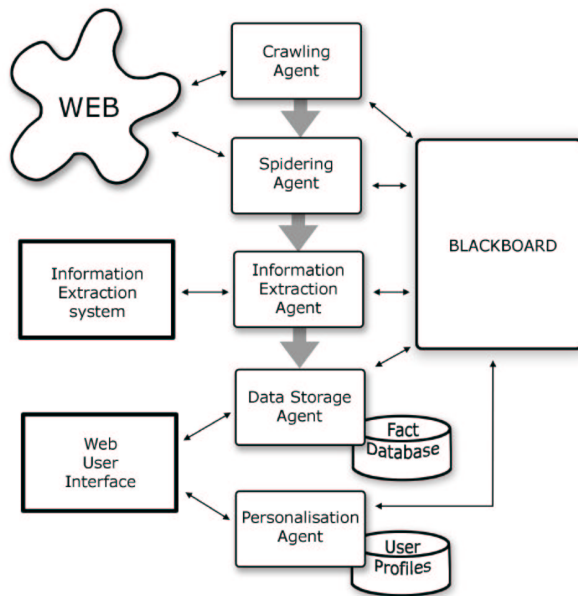 WEB
Crawling
Agent
Spidering
Agent
BLACKBOARD
Information
Extraction
system
Information
Extraction
Agent
Data Storage
Agent
Fact
Database
Web
User
Interface
Personalisation
Agent
User
Profiles